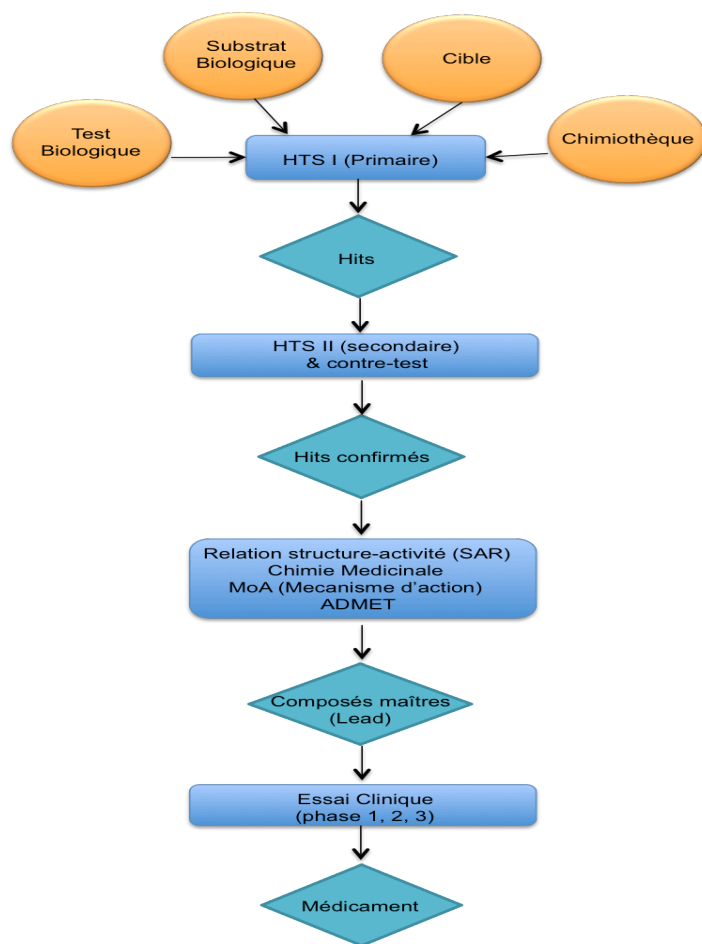 Substrat
Biologique
Cible
Test
Biologique
Chimiothèque
HTS I (Primaire)
Hits
HTS II (secondaire)
& contre-test
Hits confirmés
Relation structure-activité (SAR)
Chimie Medicinale
MoA (Mecanisme d'action)
ADMET
Composés maîtres
(Lead)
Essai Clinique
(phase 1, 2, 3)
Médicament